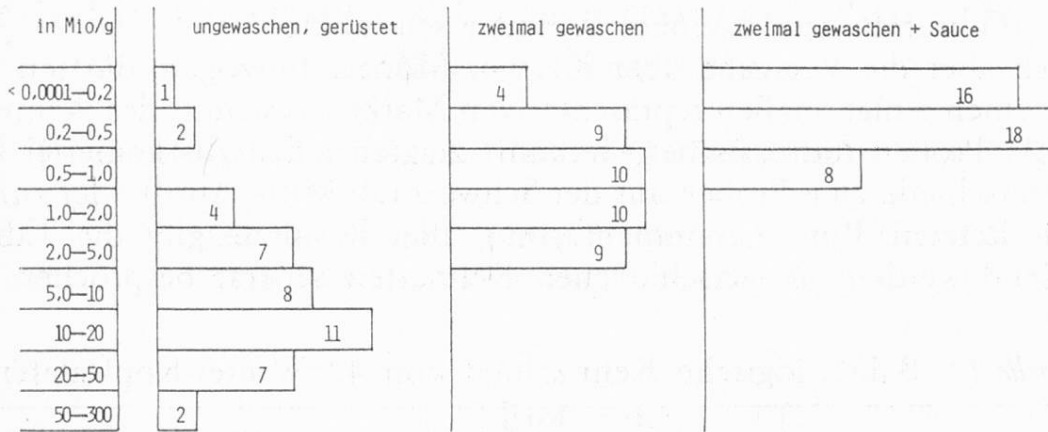 in Mio/g ungewaschen, gerüstet zweimal gewaschen zweimal gewaschen + Sauce
< 0,0001—0,2 1 4 16
0,2—0,5 2 9 18
0,5—1,0 10 8
1,0—2,0 4 10
2,0—5,0 7 9
5,0—10 8
10—20 11
20—50 7
50—300 2